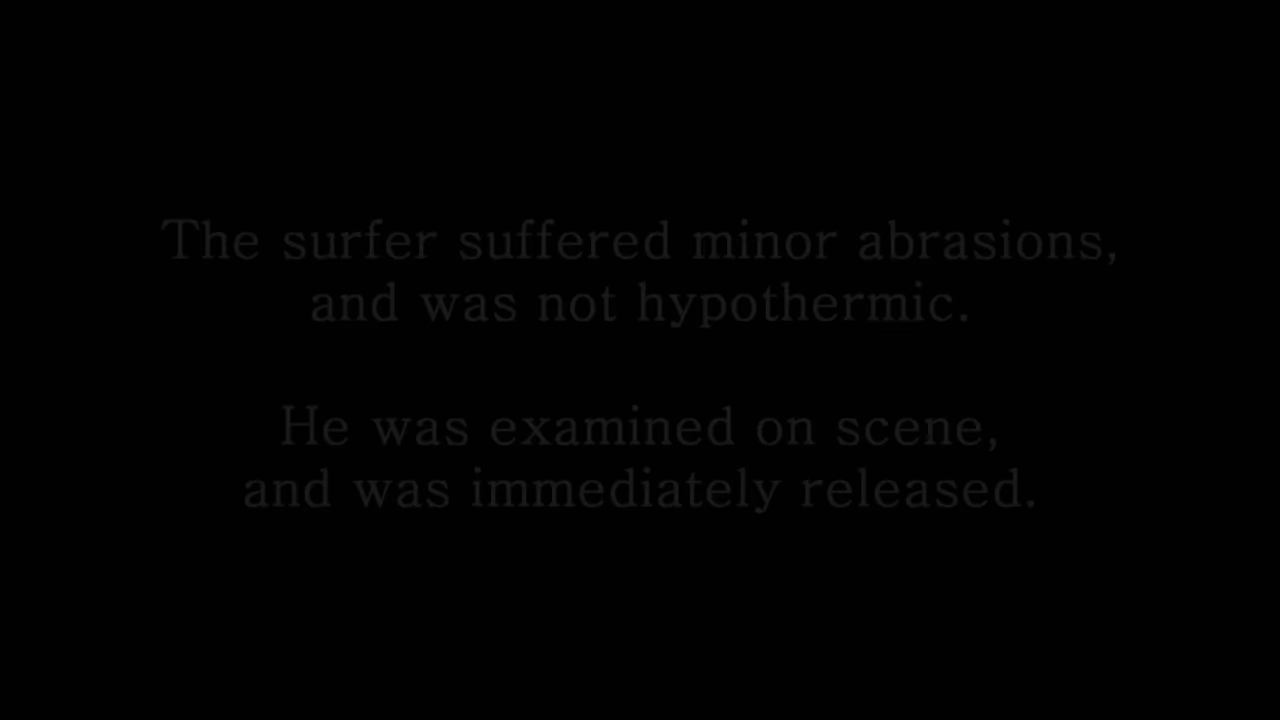 The surfer suffered minor abrasions,
and was not hypothermic.
He was examined on scene,
and was immediately released.